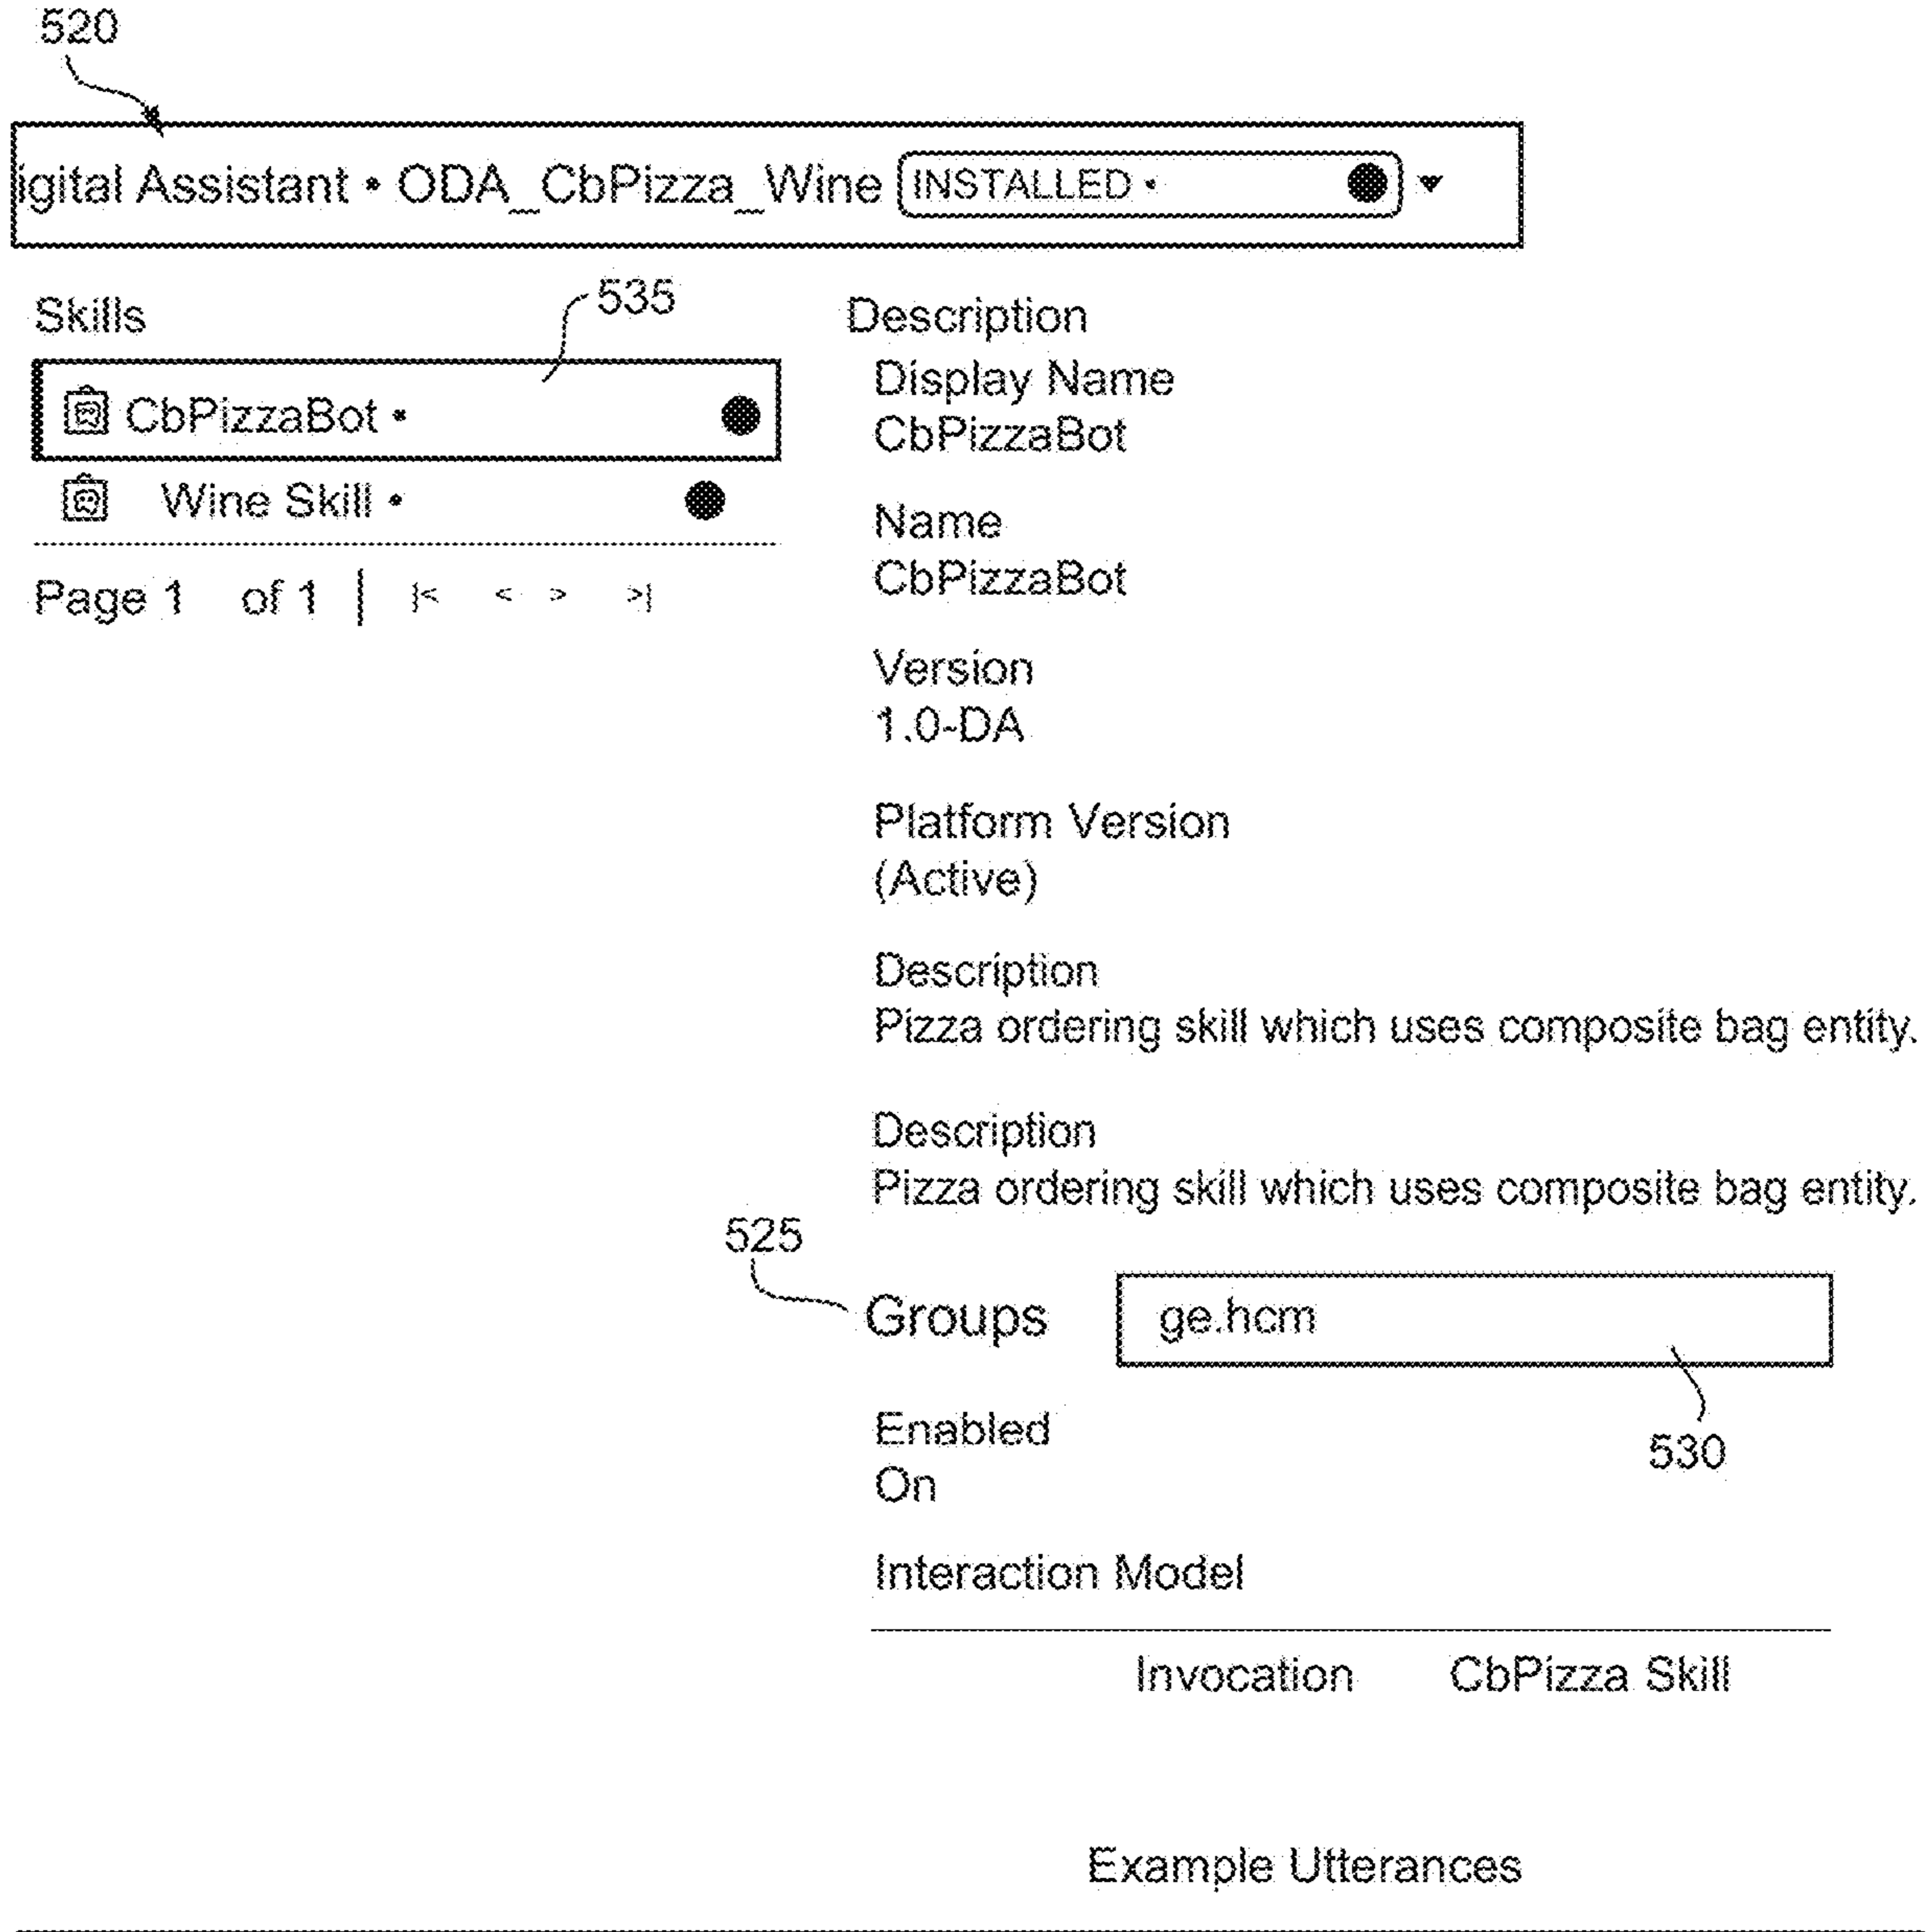 520
igital Assistant • ODA_CbPizza_Wine INSTALLED •
Skills
535
CbPizzaBot •
Wine Skill •
Page 1 of 1 | |< < > >|
Description
Display Name
CbPizzaBot
Name
CbPizzaBot
Version
1.0-DA
Platform Version
(Active)
Description
Pizza ordering skill which uses composite bag entity.
Description
Pizza ordering skill which uses composite bag entity.
525
Groups ge.hcm
530
Enabled
On
Interaction Model
Invocation CbPizza Skill
Example Utterances